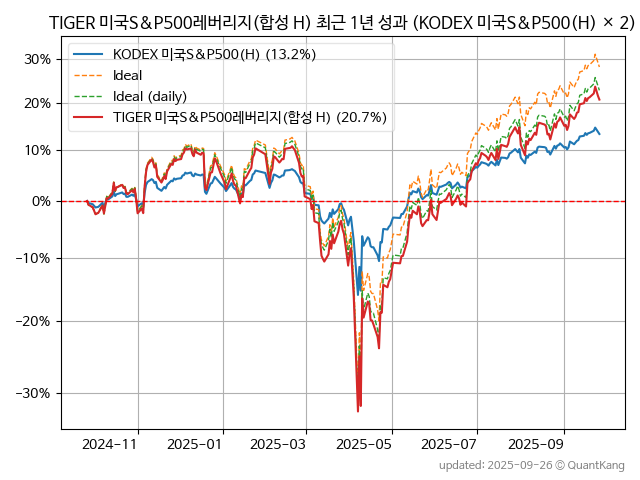 TIGER 미국S&P500레버리지(합성 H) 최근 1년 성과 (KODEX 미국S&P500(H) × 2)
KODEX 미국S&P500(H) (13.2%)
Ideal
Ideal (daily)
TIGER 미국S&P500레버리지(합성 H) (20.7%)
30%
20%
10%
0%
−10%
−20%
−30%
2024-11 2025-01 2025-03 2025-05 2025-07 2025-09
updated: 2025-09-26 © QuantKang